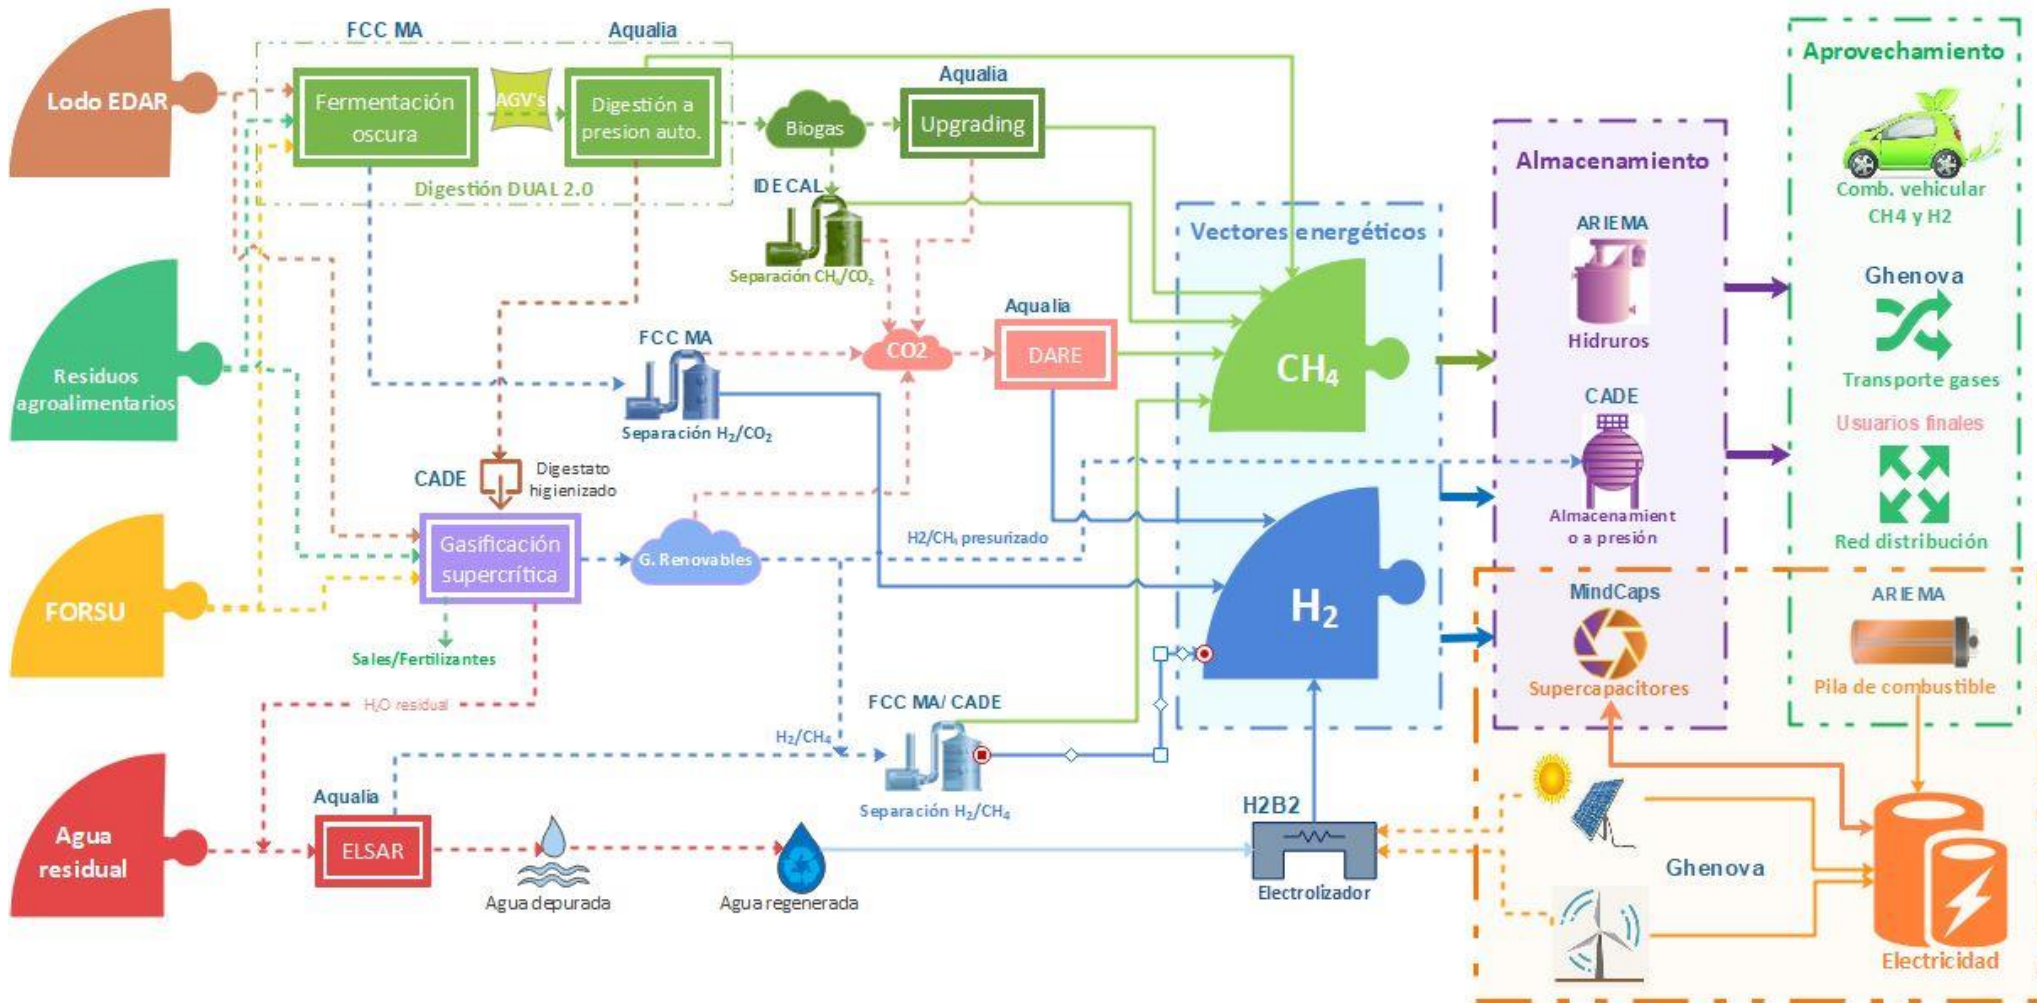 FCC MA
Aqualia
Lodo EDAR
Fermentación
oscura
AGV's
Digestión a
presion auto.
Digestión DUAL 2.0
Biogas
Aqualia
Upgrading
IDECAL
Separación CH₄/CO₂
Residuos
agroalimentarios
FCC MA
Separación H₂/CO₂
CO2
Aqualia
DARE
CADE
Digestato
higienizado
Gasificación
supercrítica
G. Renovables
H2/CH₄ presurizado
FORSU
Sales/Fertilizantes
H₂O residual
H₂/CH₄
FCC MA/ CADE
Separación H₂/CH₄
Agua
residual
Aqualia
ELSAR
Agua depurada
Agua regenerada
Vectores energéticos
CH₄
H₂
H2B2
Electrolizador
Almacenamiento
ARIEMA
Hidruros
CADE
Almacenamient
o a presión
MindCaps
Supercapacitores
Aprovechamiento
Comb. vehicular
CH4 y H2
Ghenova
Transporte gases
Usuarios finales
Red distribución
ARIEMA
Pila de combustible
Ghenova
Electricidad